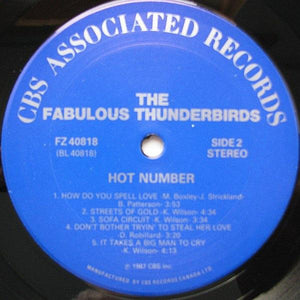 CBS ASSOCIATED RECORDS
THE
FABULOUS THUNDERBIRDS
FZ 40818
(BL 40818)
SIDE 2
STEREO
HOT NUMBER
1. HOW DO YOU SPELL LOVE -M. Boxley-J. Strickland-
B. Patterson- 3:53
2. STREETS OF GOLD -K. Wilson- 4:34
3. SOFA CIRCUIT -K. Wilson- 4:34
4. DON'T BOTHER TRYIN' TO STEAL HER LOVE
-D. Robillard- 3:20
5. IT TAKES A BIG MAN TO CRY
-K. Wilson- 4:13
℗ 1987 CBS Inc.
MANUFACTURED BY CBS RECORDS CANADA LTD.